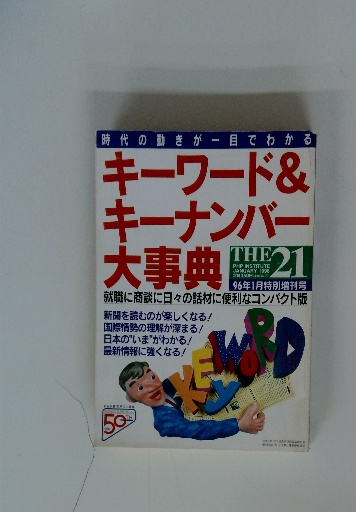 時代の動きが一目でわかる
キーワード&
キーナンバー
大事典
THE 21
PHP INSTITUTE
JANUARY 1996
96年1月特別増刊号
就職に商談に日々の話材に便利なコンパクト版
新聞を読むのが楽しくなる!
国際情勢の理解が深まる!
日本の"いま"がわかる!
最新情報に強くなる!
KEYWORD
50